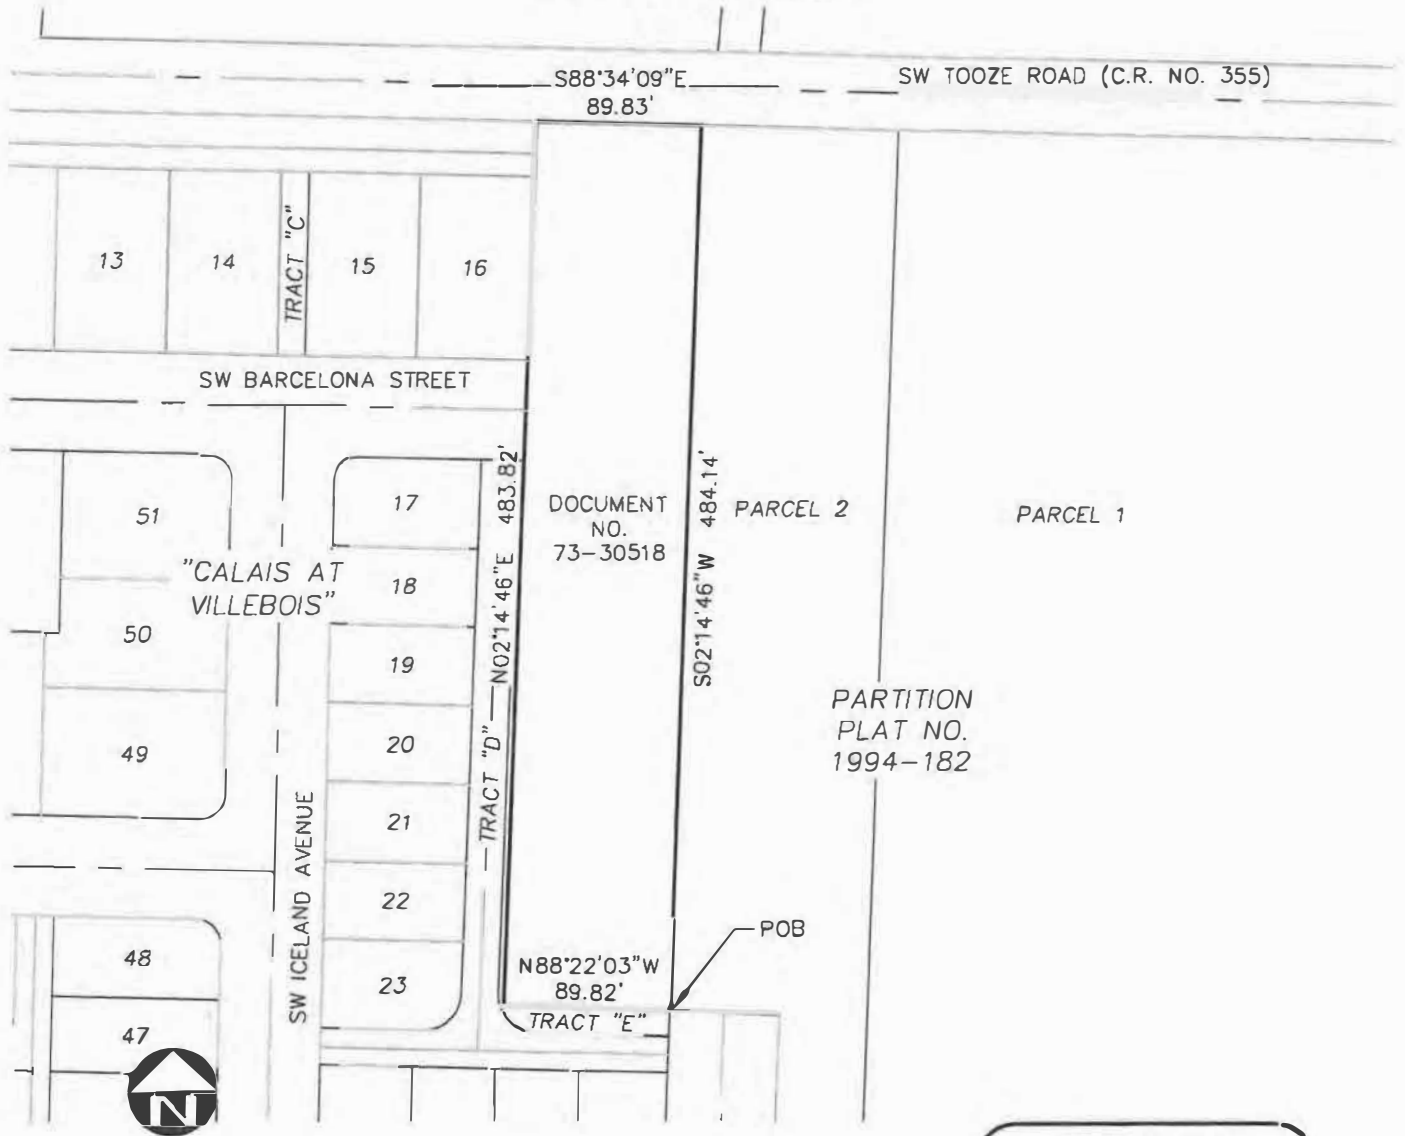 S88°34'09"E
89.83'
SW TOOZE ROAD (C.R. NO. 355)
13
14
TRACT "C"
15
16
SW BARCELONA STREET
51
17
N02°14'46"E 483.82'
DOCUMENT
NO.
73-30518
S02°14'46"W 484.14'
PARCEL 2
PARCEL 1
"CALAIS AT
VILLEBOIS"
18
50
19
49
20
TRACT "D"
PARTITION
PLAT NO.
1994-182
21
SW ICELAND AVENUE
22
48
23
N88°22'03"W
89.82'
POB
TRACT "E"
47
N